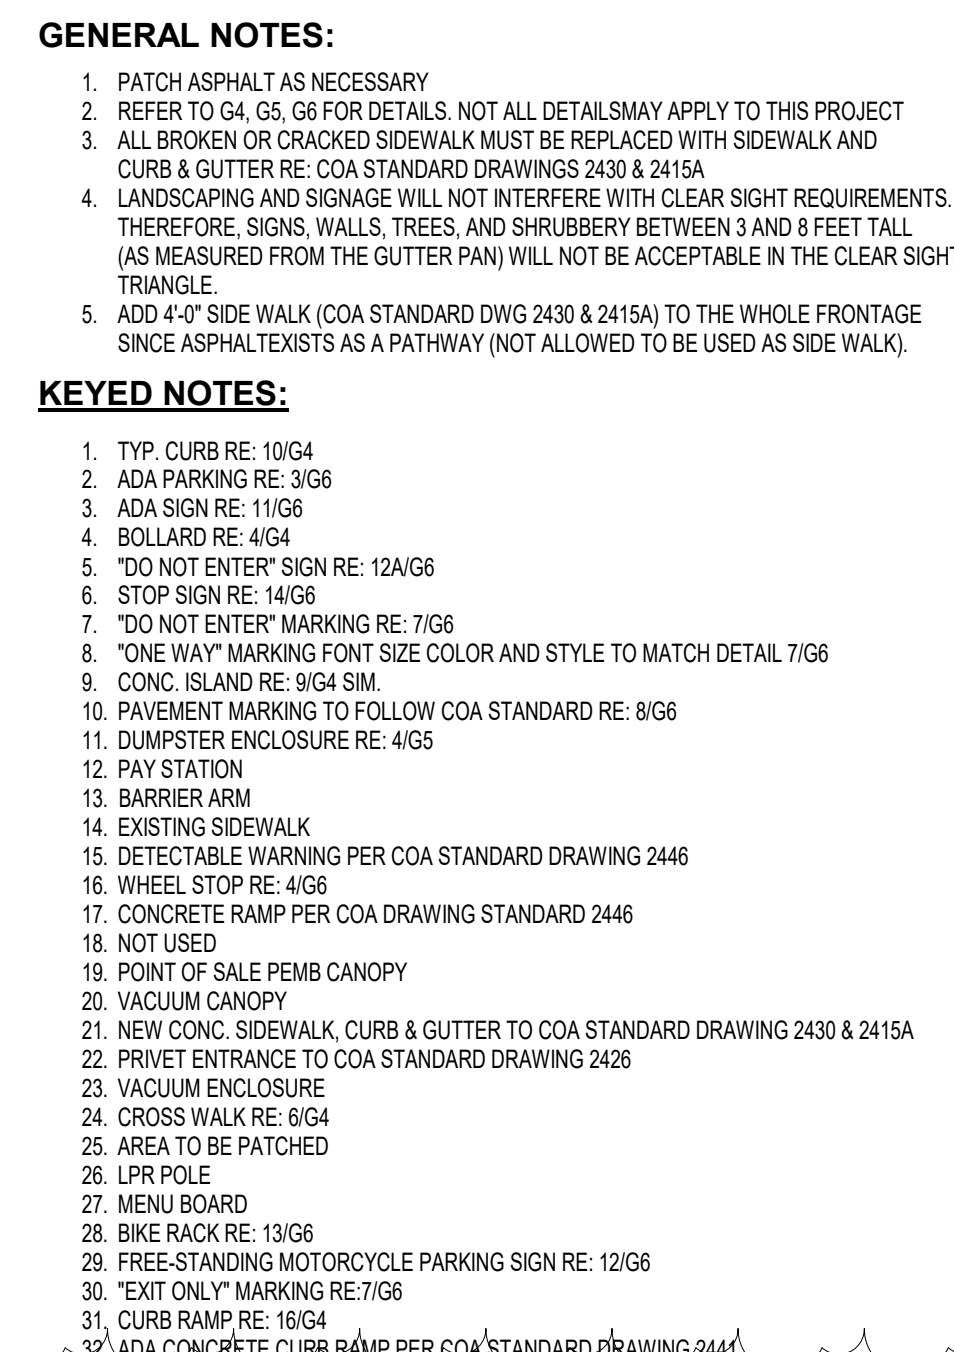 GENERAL NOTES:
1. PATCH ASPHALT AS NECESSARY
2. REFER TO G4, G5, G6 FOR DETAILS. NOT ALL DETAILSMAY APPLY TO THIS PROJECT
3. ALL BROKEN OR CRACKED SIDEWALK MUST BE REPLACED WITH SIDEWALK AND
CURB & GUTTER RE: COA STANDARD DRAWINGS 2430 & 2415A
4. LANDSCAPING AND SIGNAGE WILL NOT INTERFERE WITH CLEAR SIGHT REQUIREMENTS.
THEREFORE, SIGNS, WALLS, TREES, AND SHRUBBERY BETWEEN 3 AND 8 FEET TALL
(AS MEASURED FROM THE GUTTER PAN) WILL NOT BE ACCEPTABLE IN THE CLEAR SIGHT
TRIANGLE.
5. ADD 4'-0" SIDE WALK (COA STANDARD DWG 2430 & 2415A) TO THE WHOLE FRONTAGE
SINCE ASPHALTEXISTS AS A PATHWAY (NOT ALLOWED TO BE USED AS SIDE WALK).
KEYED NOTES:
1. TYP. CURB RE: 10/G4
2. ADA PARKING RE: 3/G6
3. ADA SIGN RE: 11/G6
4. BOLLARD RE: 4/G4
5. "DO NOT ENTER" SIGN RE: 12A/G6
6. STOP SIGN RE: 14/G6
7. "DO NOT ENTER" MARKING RE: 7/G6
8. "ONE WAY" MARKING FONT SIZE COLOR AND STYLE TO MATCH DETAIL 7/G6
9. CONC. ISLAND RE: 9/G4 SIM.
10. PAVEMENT MARKING TO FOLLOW COA STANDARD RE: 8/G6
11. DUMPSTER ENCLOSURE RE: 4/G5
12. PAY STATION
13. BARRIER ARM
14. EXISTING SIDEWALK
15. DETECTABLE WARNING PER COA STANDARD DRAWING 2446
16. WHEEL STOP RE: 4/G6
17. CONCRETE RAMP PER COA DRAWING STANDARD 2446
18. NOT USED
19. POINT OF SALE PEMB CANOPY
20. VACUUM CANOPY
21. NEW CONC. SIDEWALK, CURB & GUTTER TO COA STANDARD DRAWING 2430 & 2415A
22. PRIVET ENTRANCE TO COA STANDARD DRAWING 2426
23. VACUUM ENCLOSURE
24. CROSS WALK RE: 6/G4
25. AREA TO BE PATCHED
26. LPR POLE
27. MENU BOARD
28. BIKE RACK RE: 13/G6
29. FREE-STANDING MOTORCYCLE PARKING SIGN RE: 12/G6
30. "EXIT ONLY" MARKING RE:7/G6
31. CURB RAMP RE: 16/G4
32. ADA CONCRETE CURB RAMP PER COA STANDARD DRAWING 2441